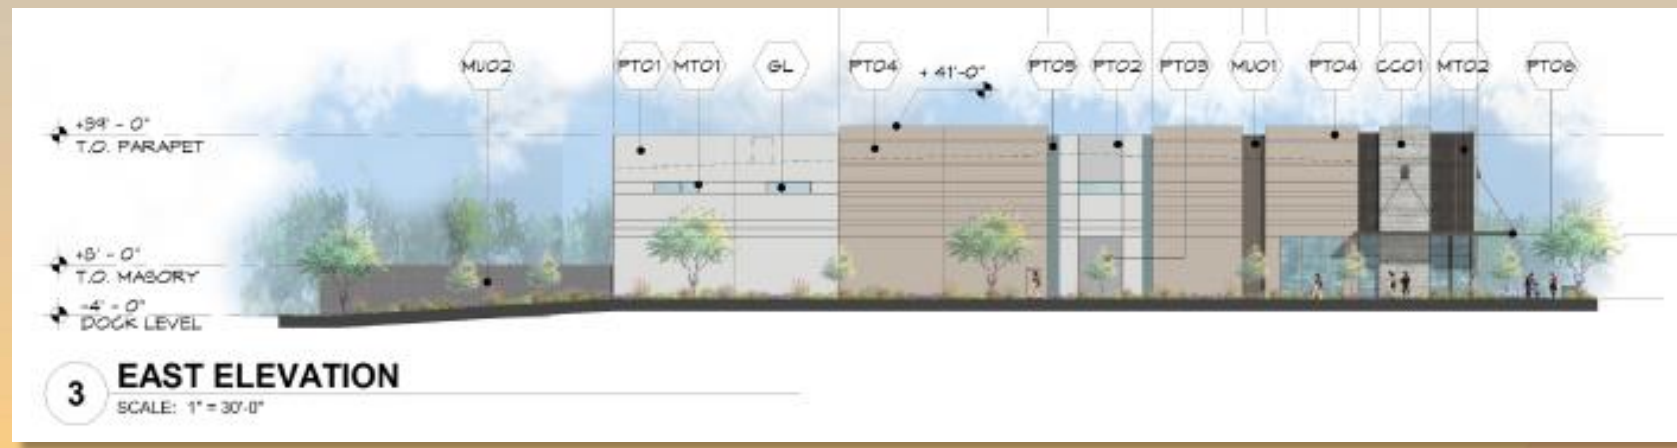 MU02 PT01 MT01 GL PT04 + 41'-0" PT05 PT02 PT03 MU01 PT04 CC01 MT02 PT06
+39' - 0"
T.O. PARAPET
+8' - 0"
T.O. MASORY
-4' - 0"
DOCK LEVEL
3 EAST ELEVATION
SCALE: 1" = 30'-0"